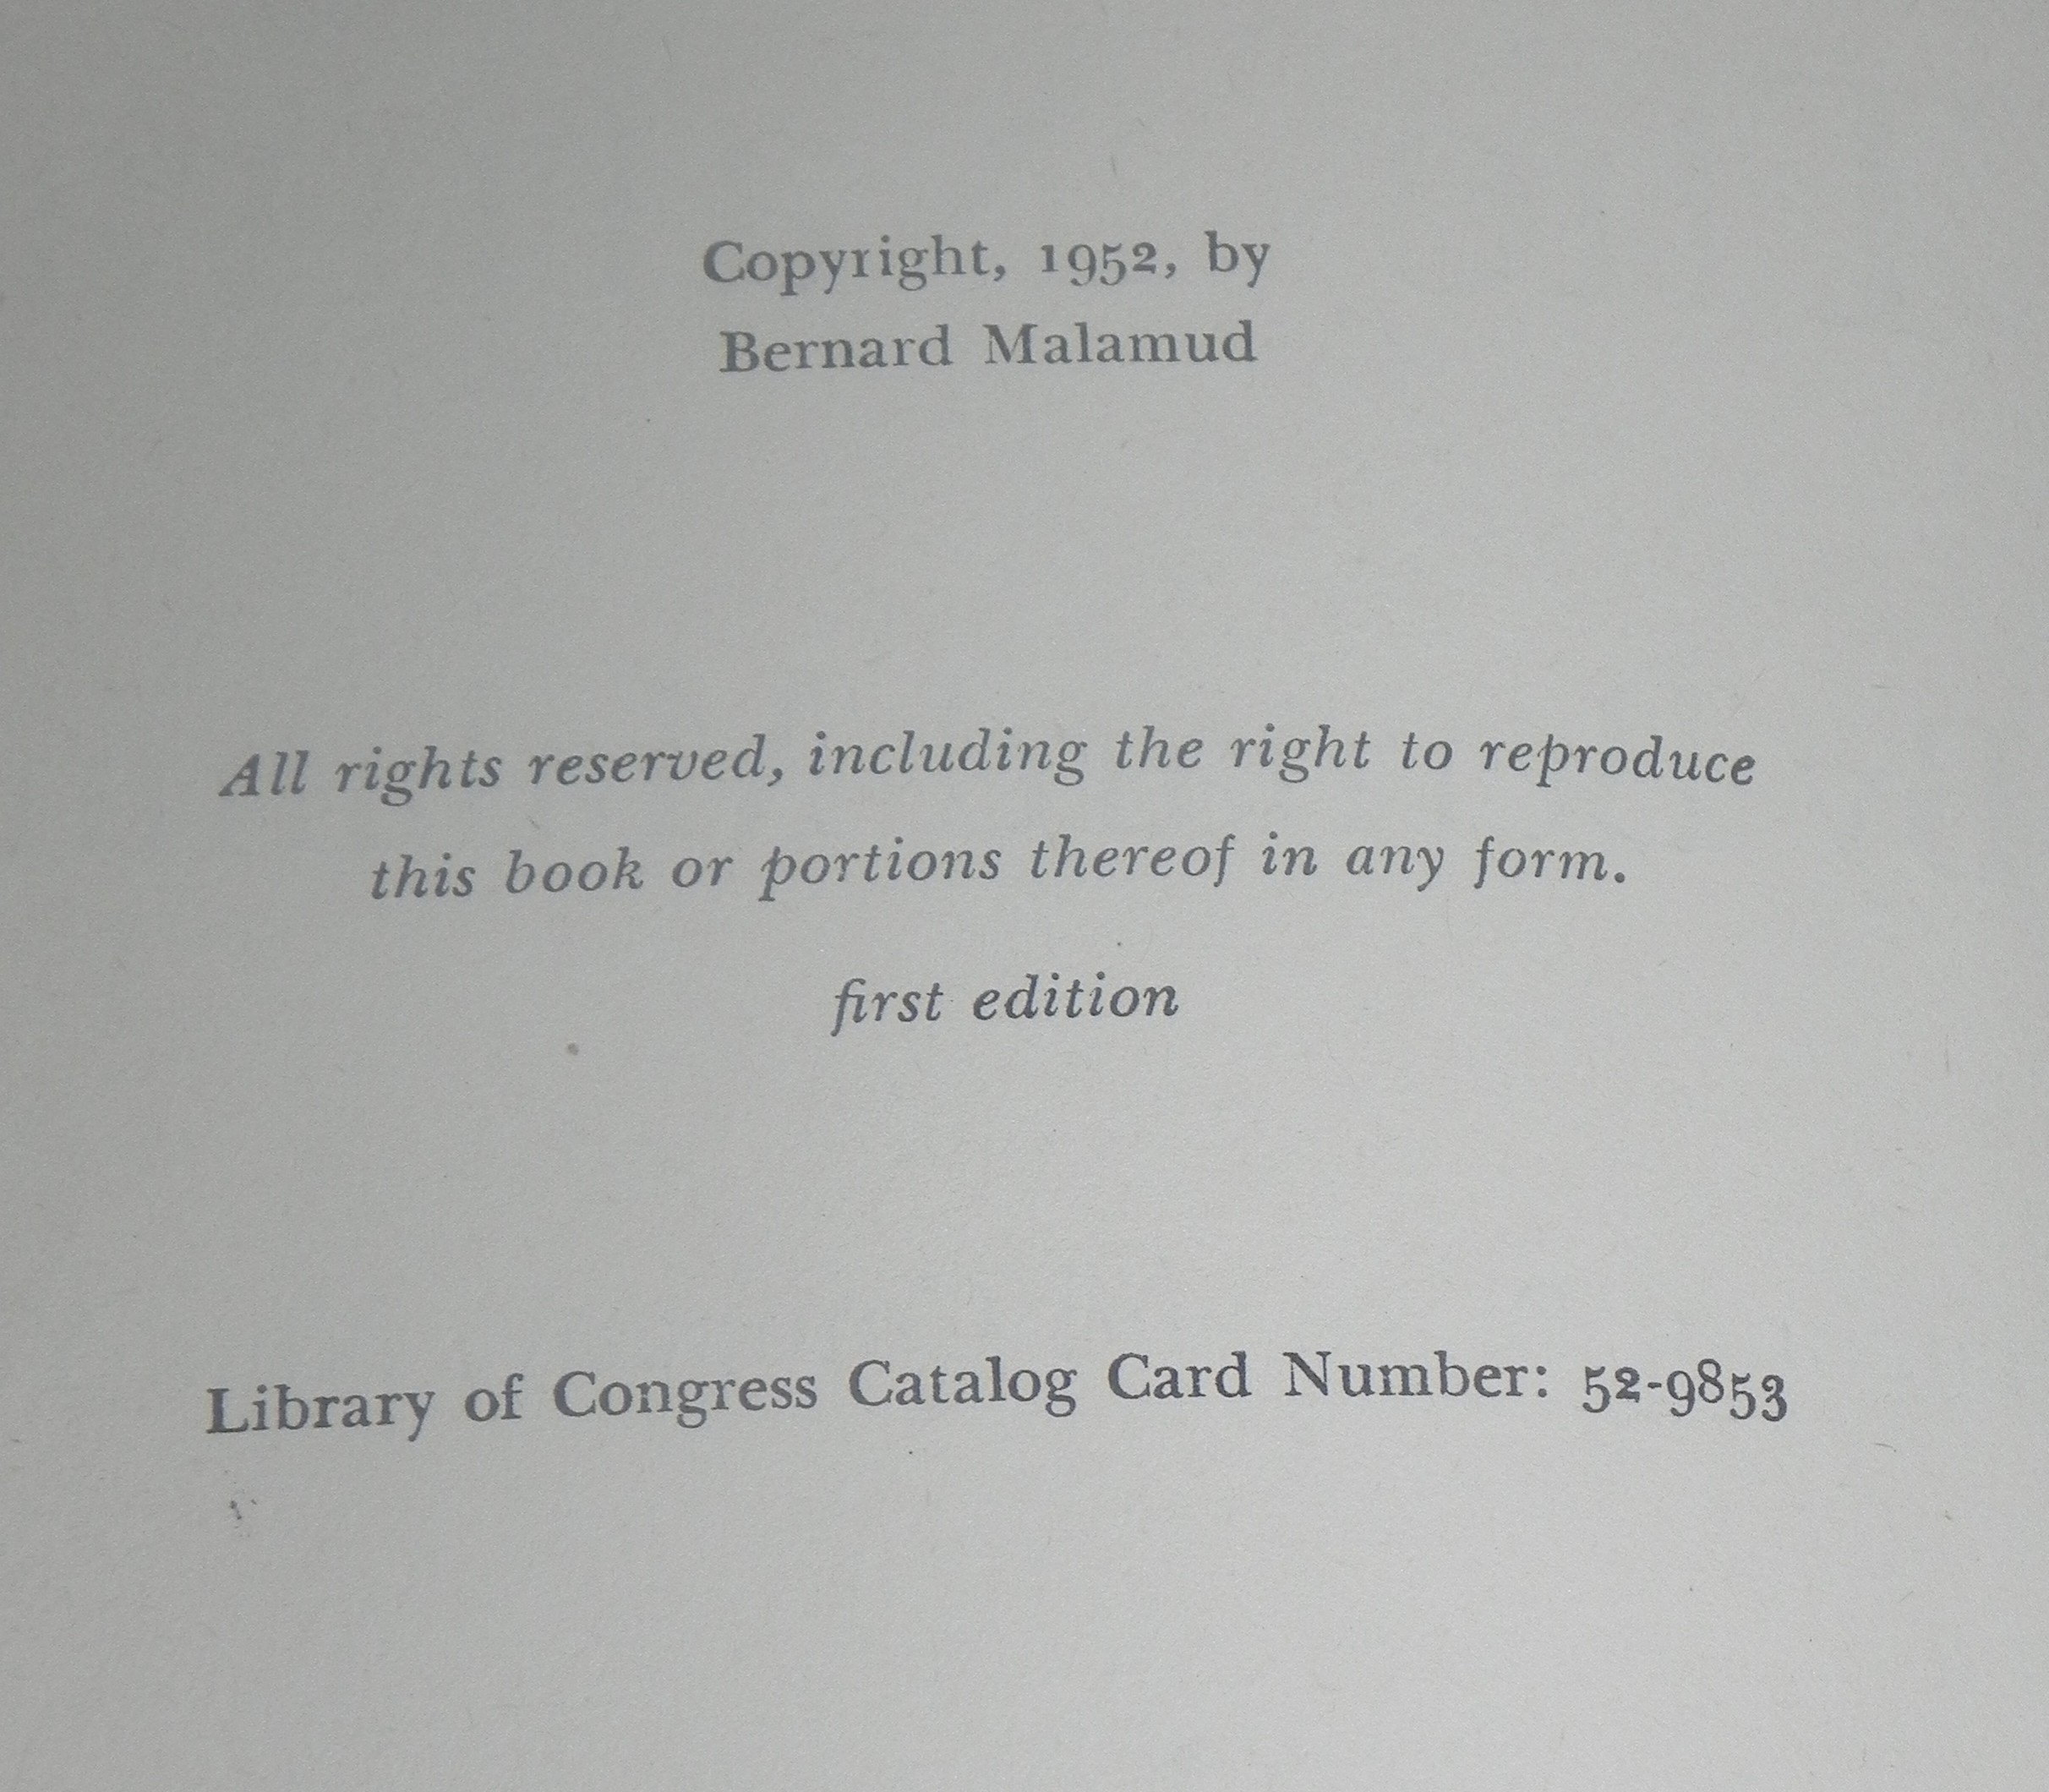 Copyright, 1952, by
Bernard Malamud
All rights reserved, including the right to reproduce
this book or portions thereof in any form.
first edition
Library of Congress Catalog Card Number: 52-9853